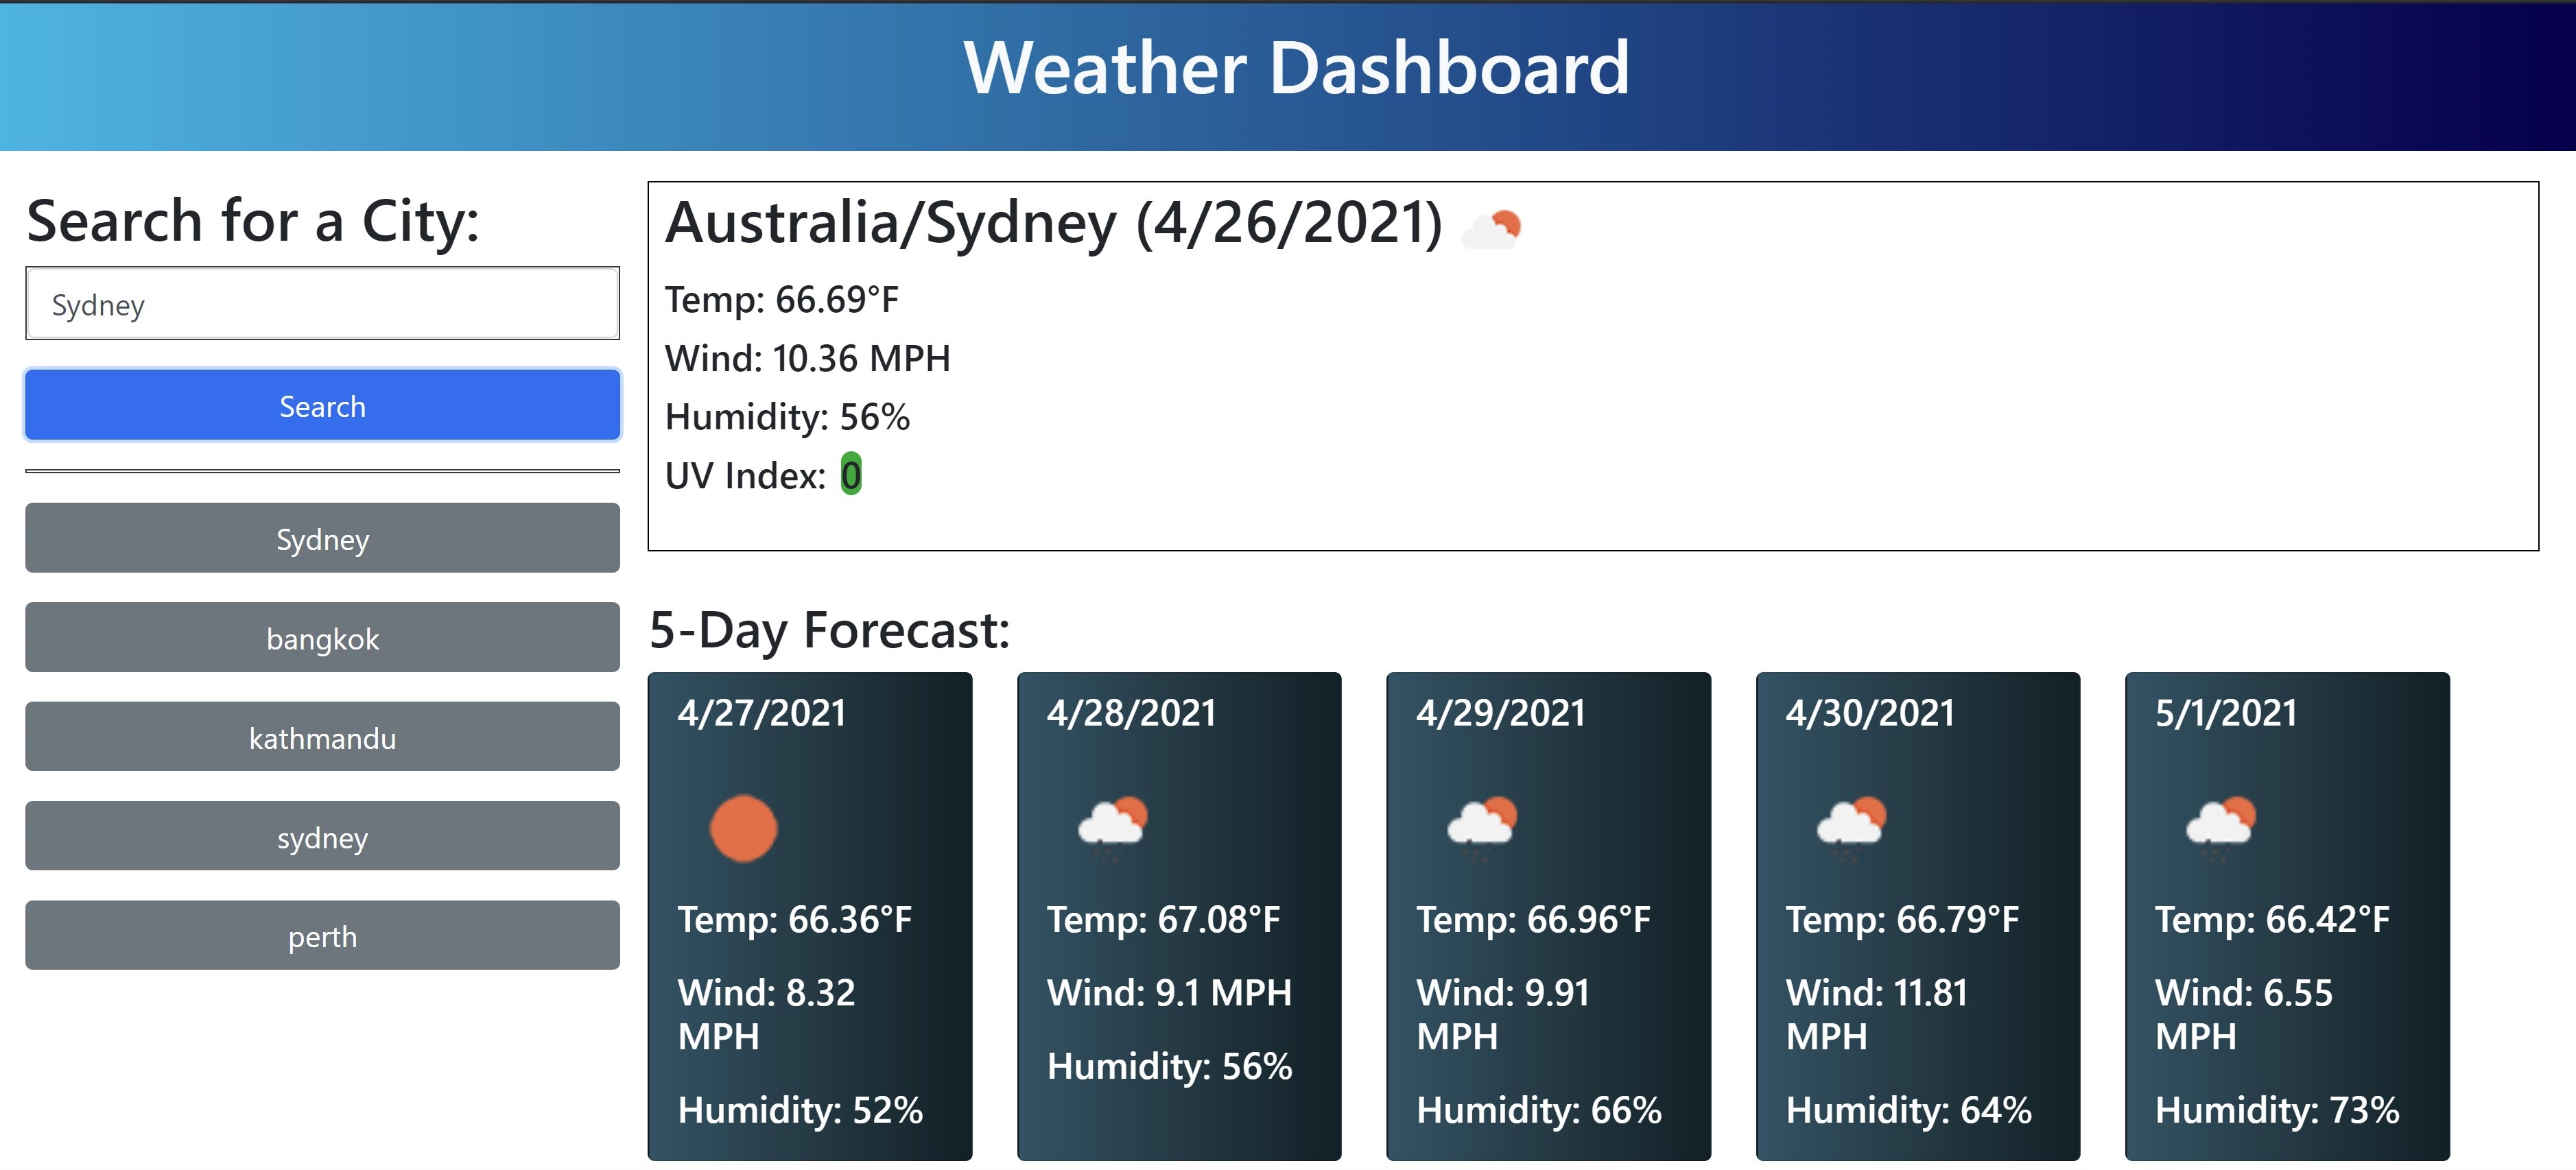 Weather Dashboard
Search for a City:
Sydney
Search
Sydney
bangkok
kathmandu
sydney
perth
Australia/Sydney (4/26/2021)
Temp: 66.69°F
Wind: 10.36 MPH
Humidity: 56%
UV Index: 0
5-Day Forecast:
4/27/2021
Temp: 66.36°F
Wind: 8.32
MPH
Humidity: 52%
4/28/2021
Temp: 67.08°F
Wind: 9.1 MPH
Humidity: 56%
4/29/2021
Temp: 66.96°F
Wind: 9.91
MPH
Humidity: 66%
4/30/2021
Temp: 66.79°F
Wind: 11.81
MPH
Humidity: 64%
5/1/2021
Temp: 66.42°F
Wind: 6.55
MPH
Humidity: 73%